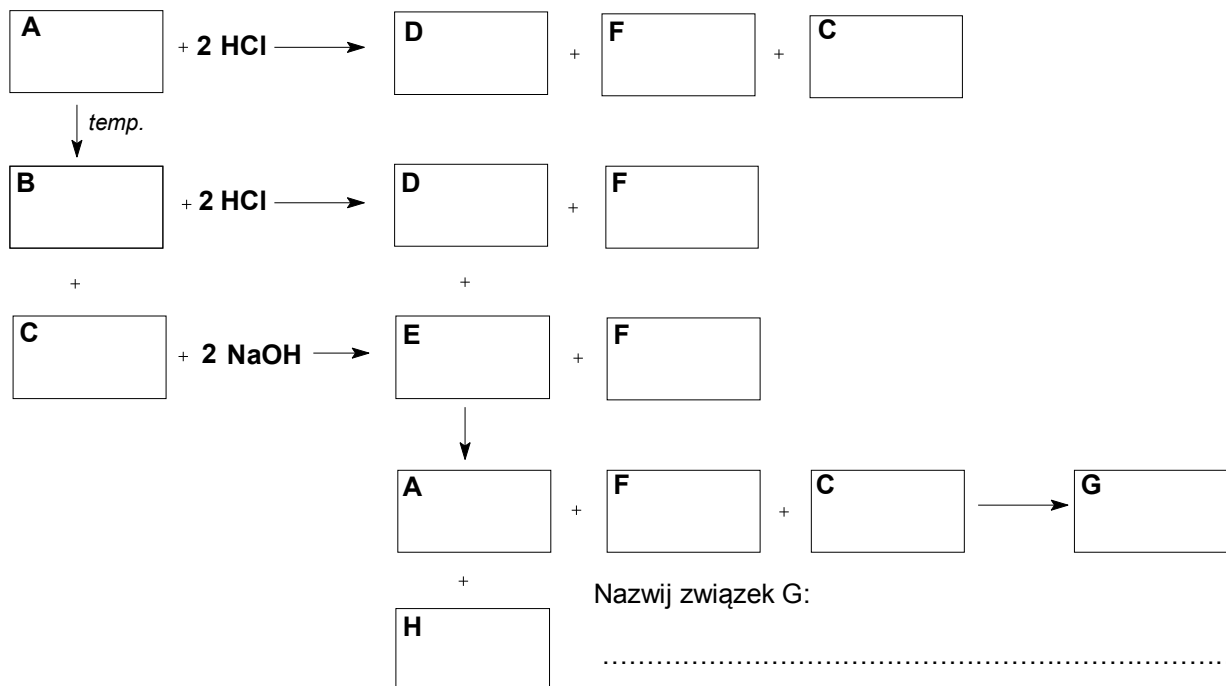 A + 2 HCl D + F + C
temp.
B + 2 HCl D + F
+ +
C + 2 NaOH E + F
A + F + C G
+
Nazwij związek G:
H
..........................................................................